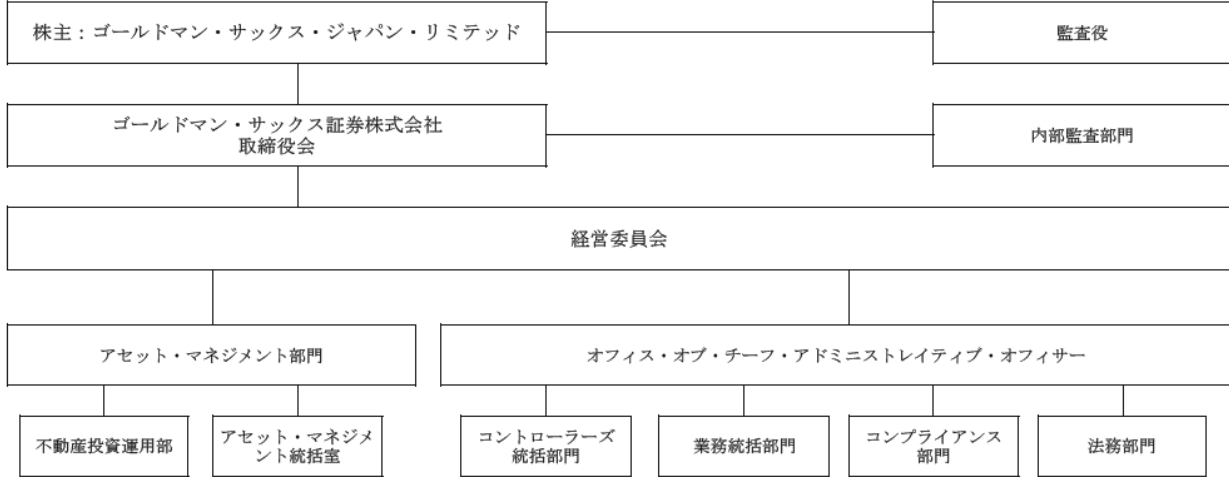 株主：ゴールドマン・サックス・ジャパン・リミテッド
監査役
ゴールドマン・サックス証券株式会社
取締役会
内部監査部門
経営委員会
アセット・マネジメント部門
オフィス・オブ・チーフ・アドミニストレイティブ・オフィサー
不動産投資運用部
アセット・マネジメ
ント統括室
コントローラーズ
統括部門
業務統括部門
コンプライアンス
部門
法務部門